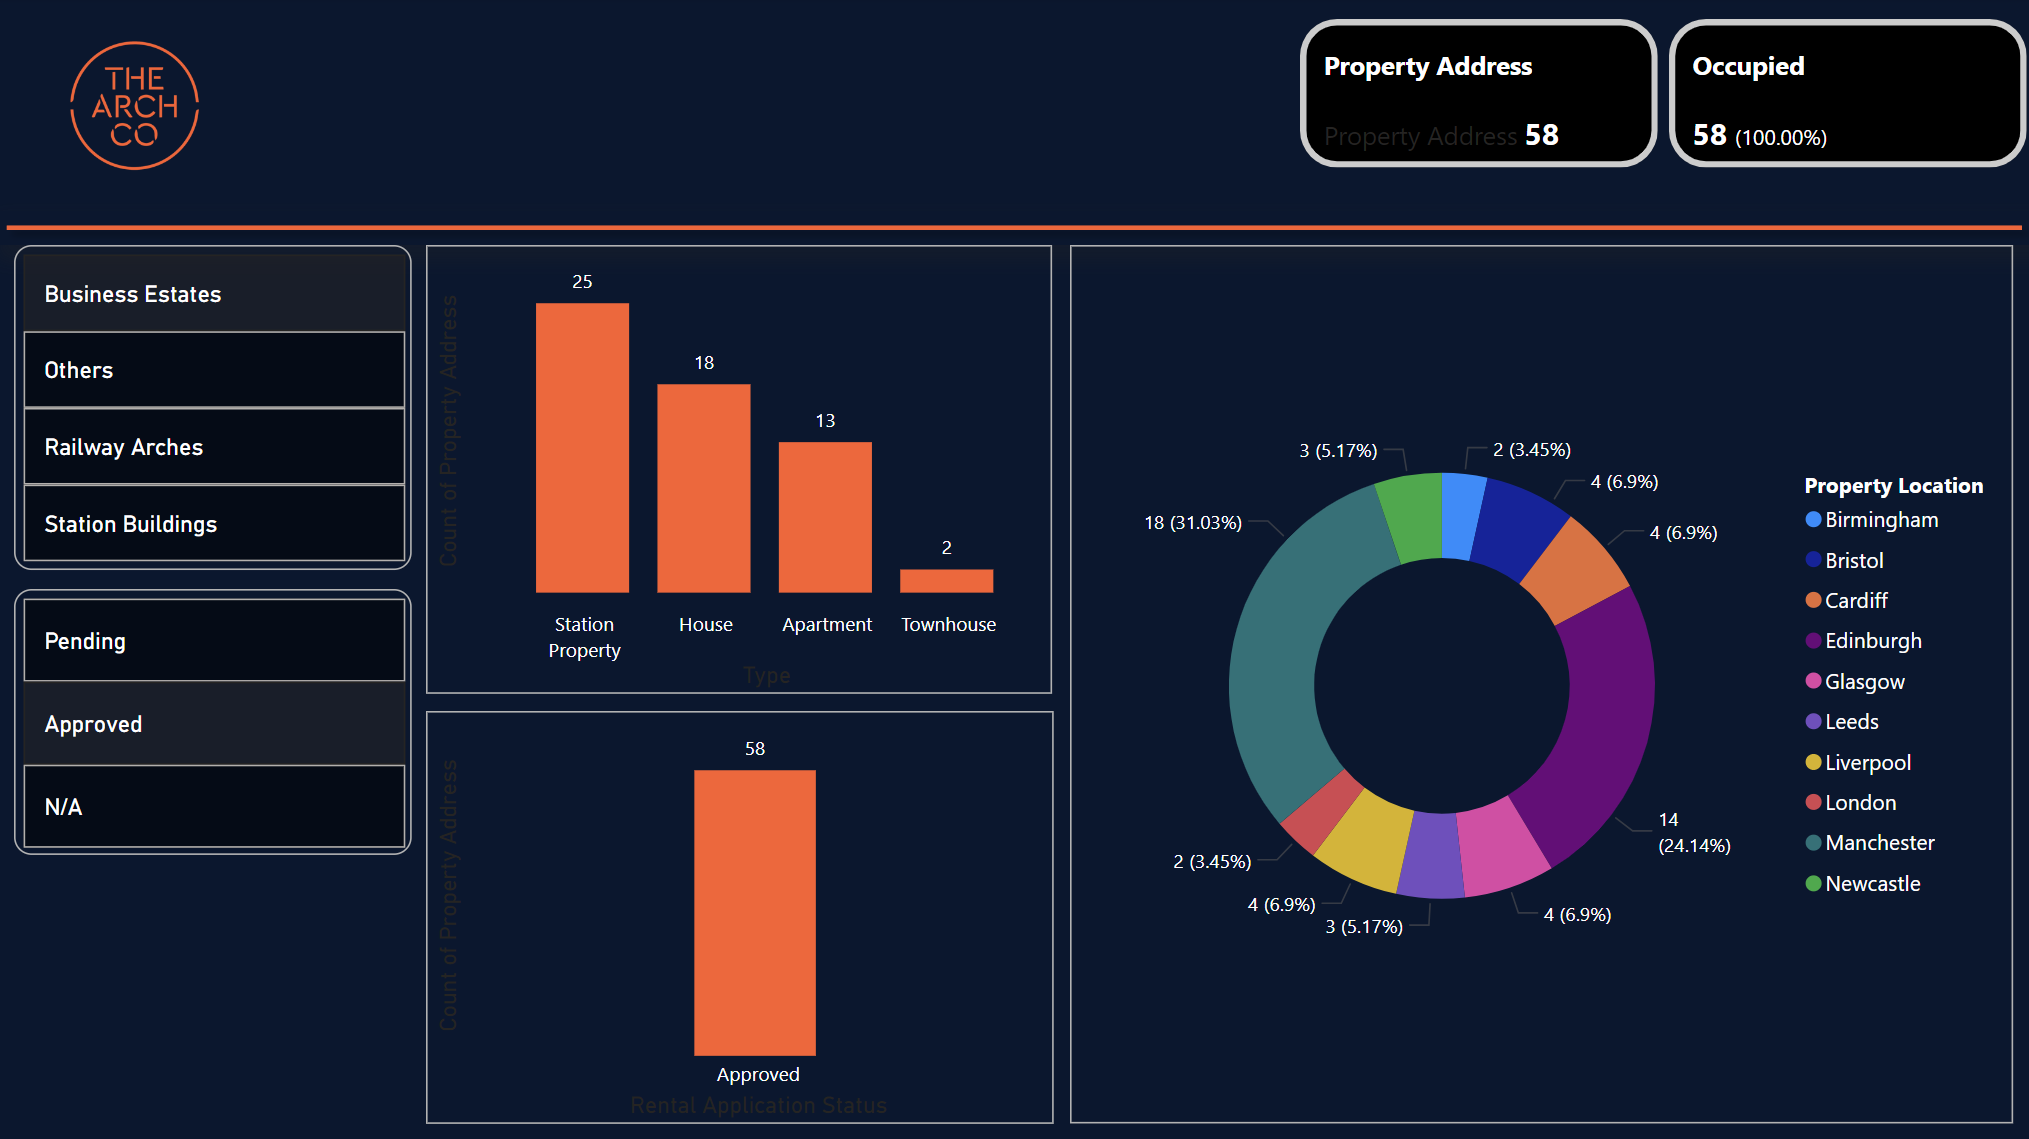 THE
ARCH
CO
Property Address
Property Address 58
Occupied
58 (100.00%)
Business Estates
Others
Railway Arches
Station Buildings
Pending
Approved
N/A
Count of Property Address
25
18
13
2
Station
Property
House
Apartment
Townhouse
Type
Count of Property Address
58
Approved
Rental Application Status
3 (5.17%)
2 (3.45%)
4 (6.9%)
4 (6.9%)
18 (31.03%)
14
(24.14%)
2 (3.45%)
4 (6.9%)
3 (5.17%)
4 (6.9%)
Property Location
Birmingham
Bristol
Cardiff
Edinburgh
Glasgow
Leeds
Liverpool
London
Manchester
Newcastle